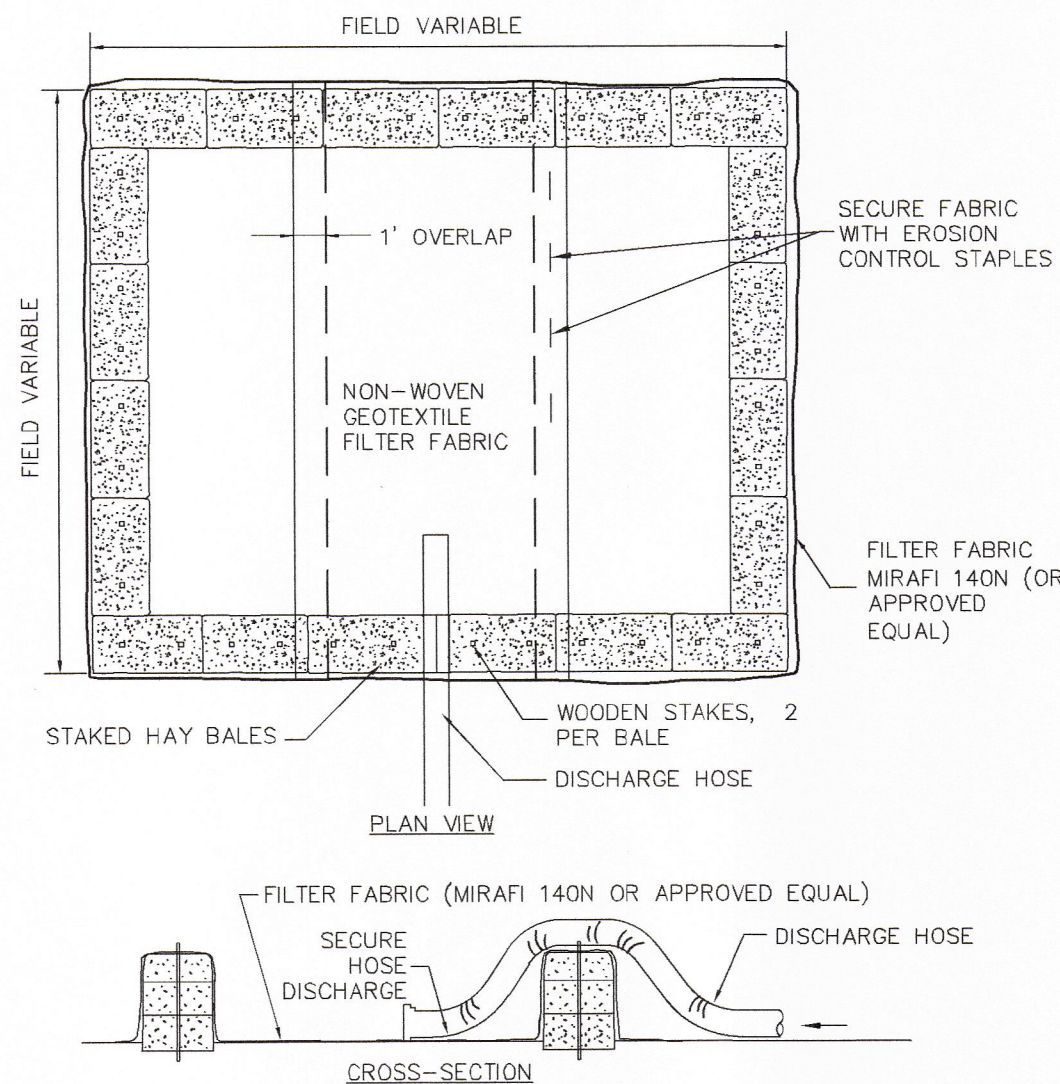 FIELD VARIABLE
FIELD VARIABLE
1' OVERLAP
SECURE FABRIC
WITH EROSION
CONTROL STAPLES
NON-WOVEN
GEOTEXTILE
FILTER FABRIC
FILTER FABRIC
MIRAFI 140N (OR
APPROVED
EQUAL)
STAKED HAY BALES
WOODEN STAKES, 2
PER BALE
DISCHARGE HOSE
PLAN VIEW
FILTER FABRIC (MIRAFI 140N OR APPROVED EQUAL)
SECURE
HOSE
DISCHARGE
DISCHARGE HOSE
CROSS-SECTION